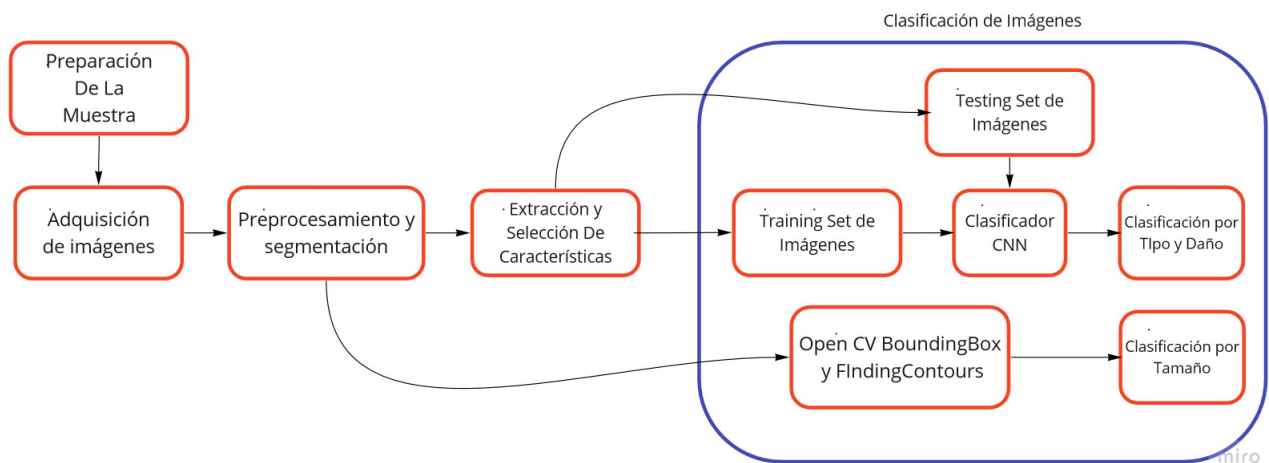 Clasificación de Imágenes
Preparación
De La
Muestra
Testing Set de
Imágenes
Adquisición
de imágenes
Preprocesamiento y
segmentación
Extracción y
Selección De
Características
Training Set de
Imágenes
Clasificador
CNN
Clasificación por
TIpo y Daño
Open CV BoundingBox
y FIndingContours
Clasificación por
Tamaño
miro